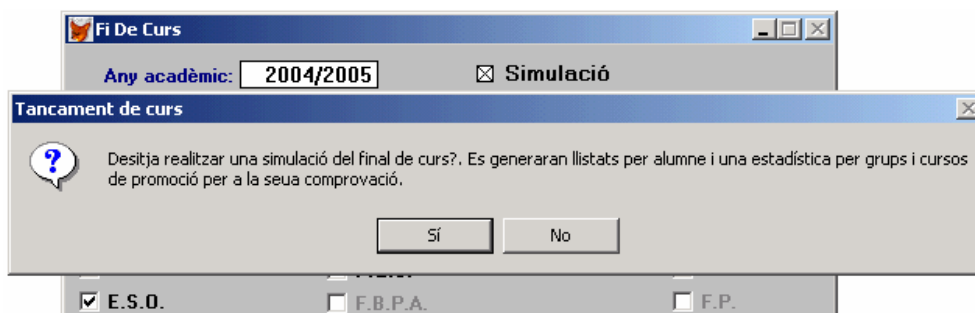 Fi De Curs
Any acadèmic: 2004/2005 Simulació
Tancament de curs
Desitja realitzar una simulació del final de curs?. Es generaran llistats per alumne i una estadística per grups i cursos
de promoció per a la seua comprovació.
Sí No
E.S.O. F.B.P.A. F.P.